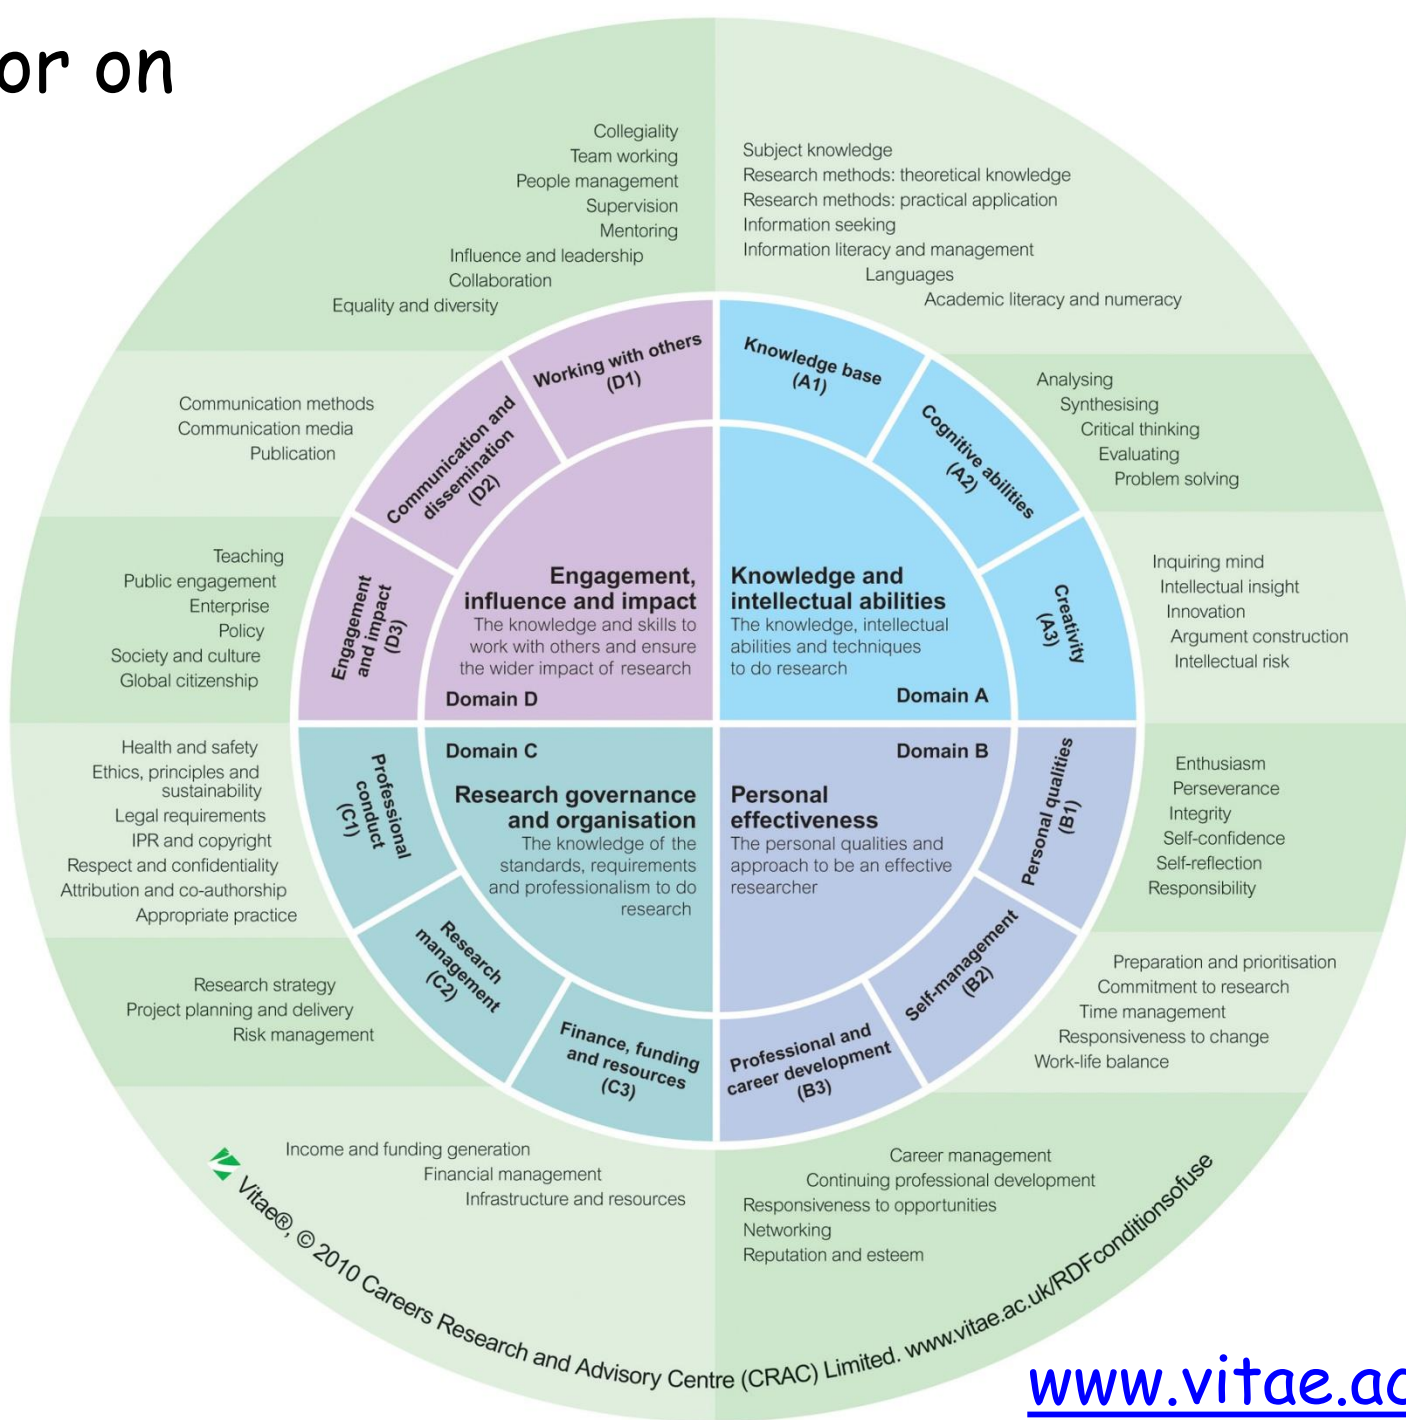 or on
Collegiality
Team working
People management
Supervision
Mentoring
Influence and leadership
Collaboration
Equality and diversity
Subject knowledge
Research methods: theoretical knowledge
Research methods: practical application
Information seeking
Information literacy and management
Languages
Academic literacy and numeracy
Working with others
(D1)
Knowledge base
(A1)
Communication methods
Communication media
Publication
Communication and
dissemination
(D2)
Cognitive abilities
(A2)
Analysing
Synthesising
Critical thinking
Evaluating
Problem solving
Teaching
Public engagement
Enterprise
Policy
Society and culture
Global citizenship
Engagement
and impact
(D3)
Engagement,
influence and impact
The knowledge and skills to
work with others and ensure
the wider impact of research
Domain D
Knowledge and
intellectual abilities
The knowledge, intellectual
abilities and techniques
to do research
Domain A
Creativity
(A3)
Inquiring mind
Intellectual insight
Innovation
Argument construction
Intellectual risk
Health and safety
Ethics, principles and
sustainability
Legal requirements
IPR and copyright
Respect and confidentiality
Attribution and co-authorship
Appropriate practice
Professional
conduct
(C1)
Domain C
Research governance
and organisation
The knowledge of the
standards, requirements
and professionalism to do
research
Domain B
Personal
effectiveness
The personal qualities and
approach to be an effective
researcher
Personal qualities
(B1)
Enthusiasm
Perseverance
Integrity
Self-confidence
Self-reflection
Responsibility
Research strategy
Project planning and delivery
Risk management
Research
management
(C2)
Self-management
(B2)
Preparation and prioritisation
Commitment to research
Time management
Responsiveness to change
Work-life balance
Finance, funding
and resources
(C3)
Professional and
career development
(B3)
Income and funding generation
Financial management
Infrastructure and resources
Career management
Continuing professional development
Responsiveness to opportunities
Networking
Reputation and esteem
Vitae®, © 2010 Careers Research and Advisory Centre (CRAC) Limited. www.vitae.ac.uk/RDFconditionsofuse
www.vitae.ac